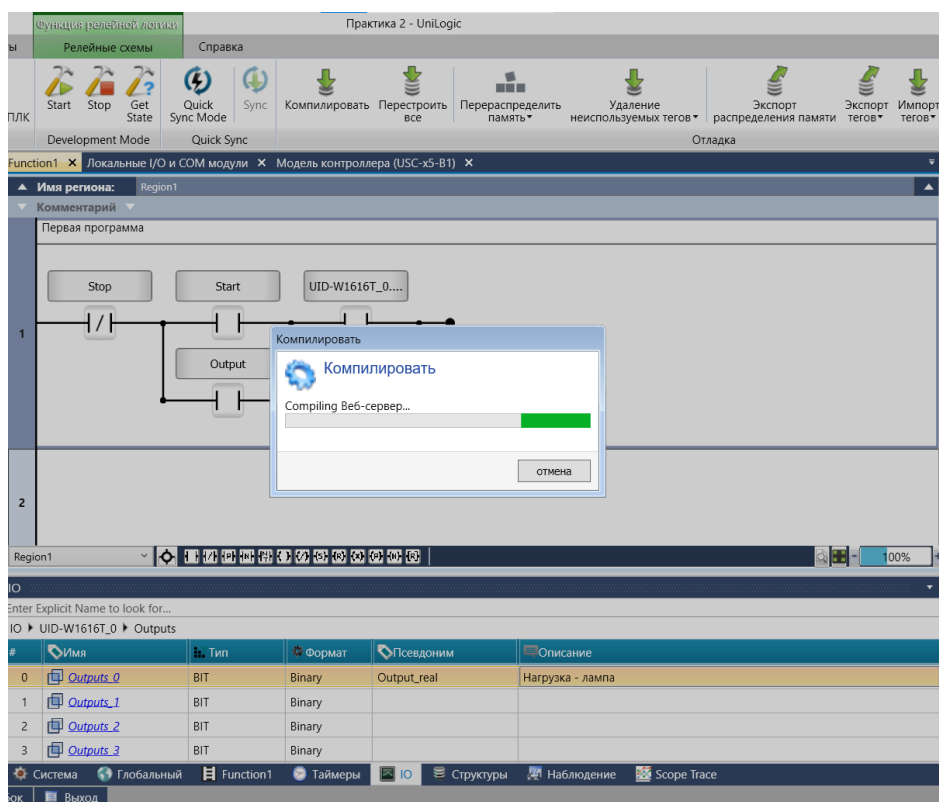 Функция релейной логики
Практика 2 - UniLogic
ы Релейные схемы Справка
ПЛК
Start Stop Get State
Quick Sync Mode Sync
Компилировать Перестроить все Перераспределить память Удаление неиспользуемых тегов Экспорт распределения памяти Экспорт тегов Импорт тегов
Development Mode Quick Sync Отладка
Function1 Локальные I/O и COM модули Модель контроллера (USC-x5-B1)
Имя региона: Region1
Комментарий
Первая программа
Stop Start UID-W1616T_0....
1
Output
Компилировать
Компилировать
Compiling Веб-сервер...
отмена
2
Region1 100%
IO
Enter Explicit Name to look for...
IO UID-W1616T_0 Outputs
# Имя Тип Формат Псевдоним Описание
0 Outputs_0 BIT Binary Output_real Нагрузка - лампа
1 Outputs_1 BIT Binary
2 Outputs_2 BIT Binary
3 Outputs_3 BIT Binary
Система Глобальный Function1 Таймеры IO Структуры Наблюдение Scope Trace
бок Выход